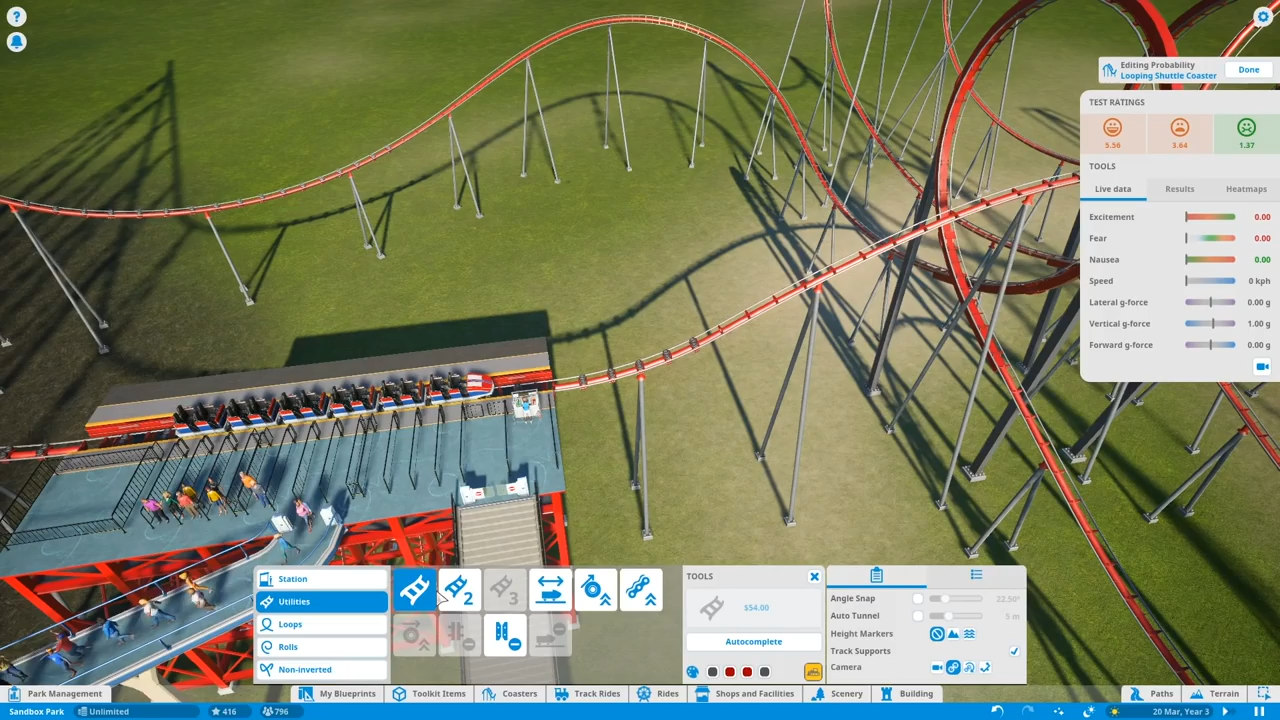 ?
Editing Probability
Looping Shuttle Coaster
Done
TEST RATINGS
5.56
3.64
1.37
TOOLS
Live data
Results
Heatmaps
Excitement
0.00
Fear
0.00
Nausea
0.00
Speed
0 kph
Lateral g-force
0.00 g
Vertical g-force
1.00 g
Forward g-force
0.00 g
Station
Utilities
Loops
Rolls
Non-inverted
2
3
TOOLS
$54.00
Autocomplete
Angle Snap
22.50°
Auto Tunnel
5 m
Height Markers
Track Supports
Camera
Park Management
My Blueprints
Toolkit Items
Coasters
Track Rides
Rides
Shops and Facilities
Scenery
Building
Paths
Terrain
Sandbox Park
Unlimited
416
796
20 Mar, Year 3